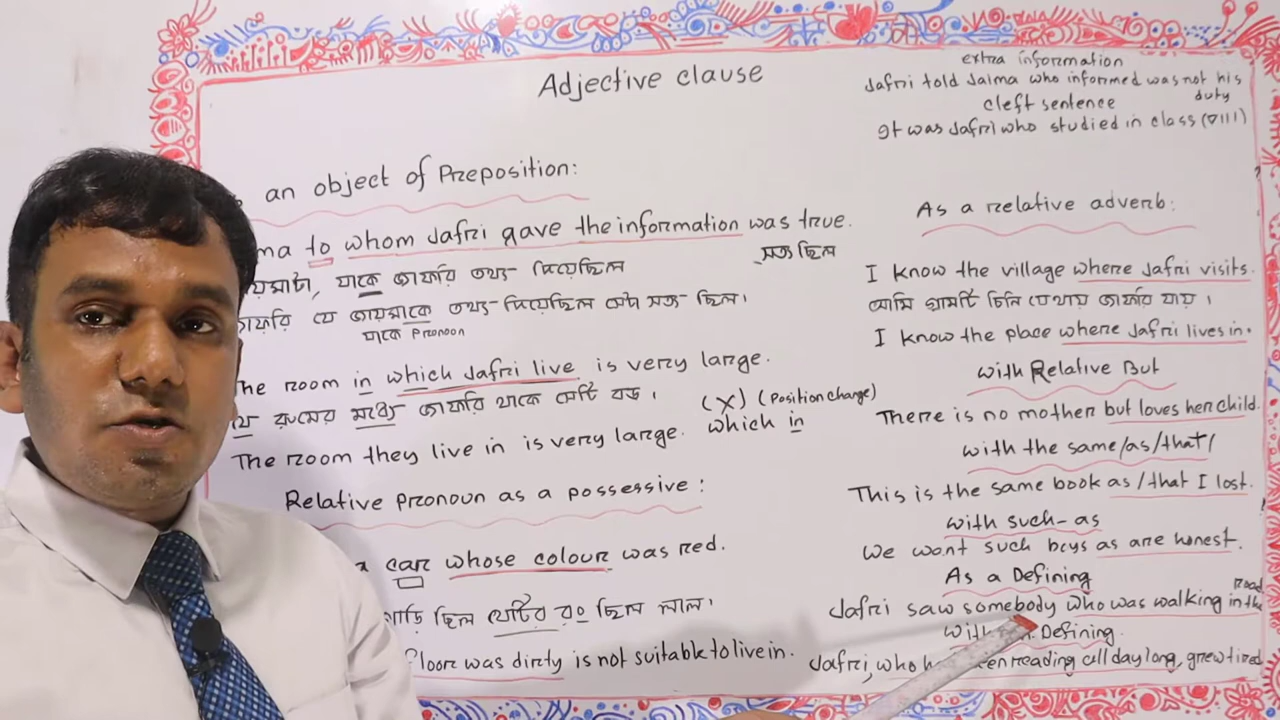 Adjective clause
an object of Preposition:
ma to whom Jafri gave the information was true.
সত্য ছিল
যাকে জাফরি তথ্য দিয়েছিল
জাফরি যে জায়মাকে তথ্য দিয়েছিল সেটা সত্য ছিল।
যাকে Pronoun
The room in which Jafri live is very large.
যে রুমের মধ্যে জাফরি থাকে সেটি বড়।
(X) (Position change)
The room they live in is very large. which in
Relative pronoun as a possessive:
a car whose colour was red.
গাড়ি ছিল যেটির রং ছিল লাল।
floor was dirty is not suitable to live in.
extra information
Jafri told Jaima who informed was not his duty
cleft sentence
It was Jafri who studied in class (VIII)
As a relative adverb:
I know the village where Jafri visits.
আমি গ্রামটি চিনি যেথায় জাফরি যায়।
I know the place where Jafri lives in.
with Relative But
There is no mother but loves her child.
with the same/as/that/
This is the same book as/that I lost.
with such-as
We want such boys as are honest.
As a Defining
Jafri saw somebody who was walking in the road
with Defining.
Jafri, who reading all day long, grew tired